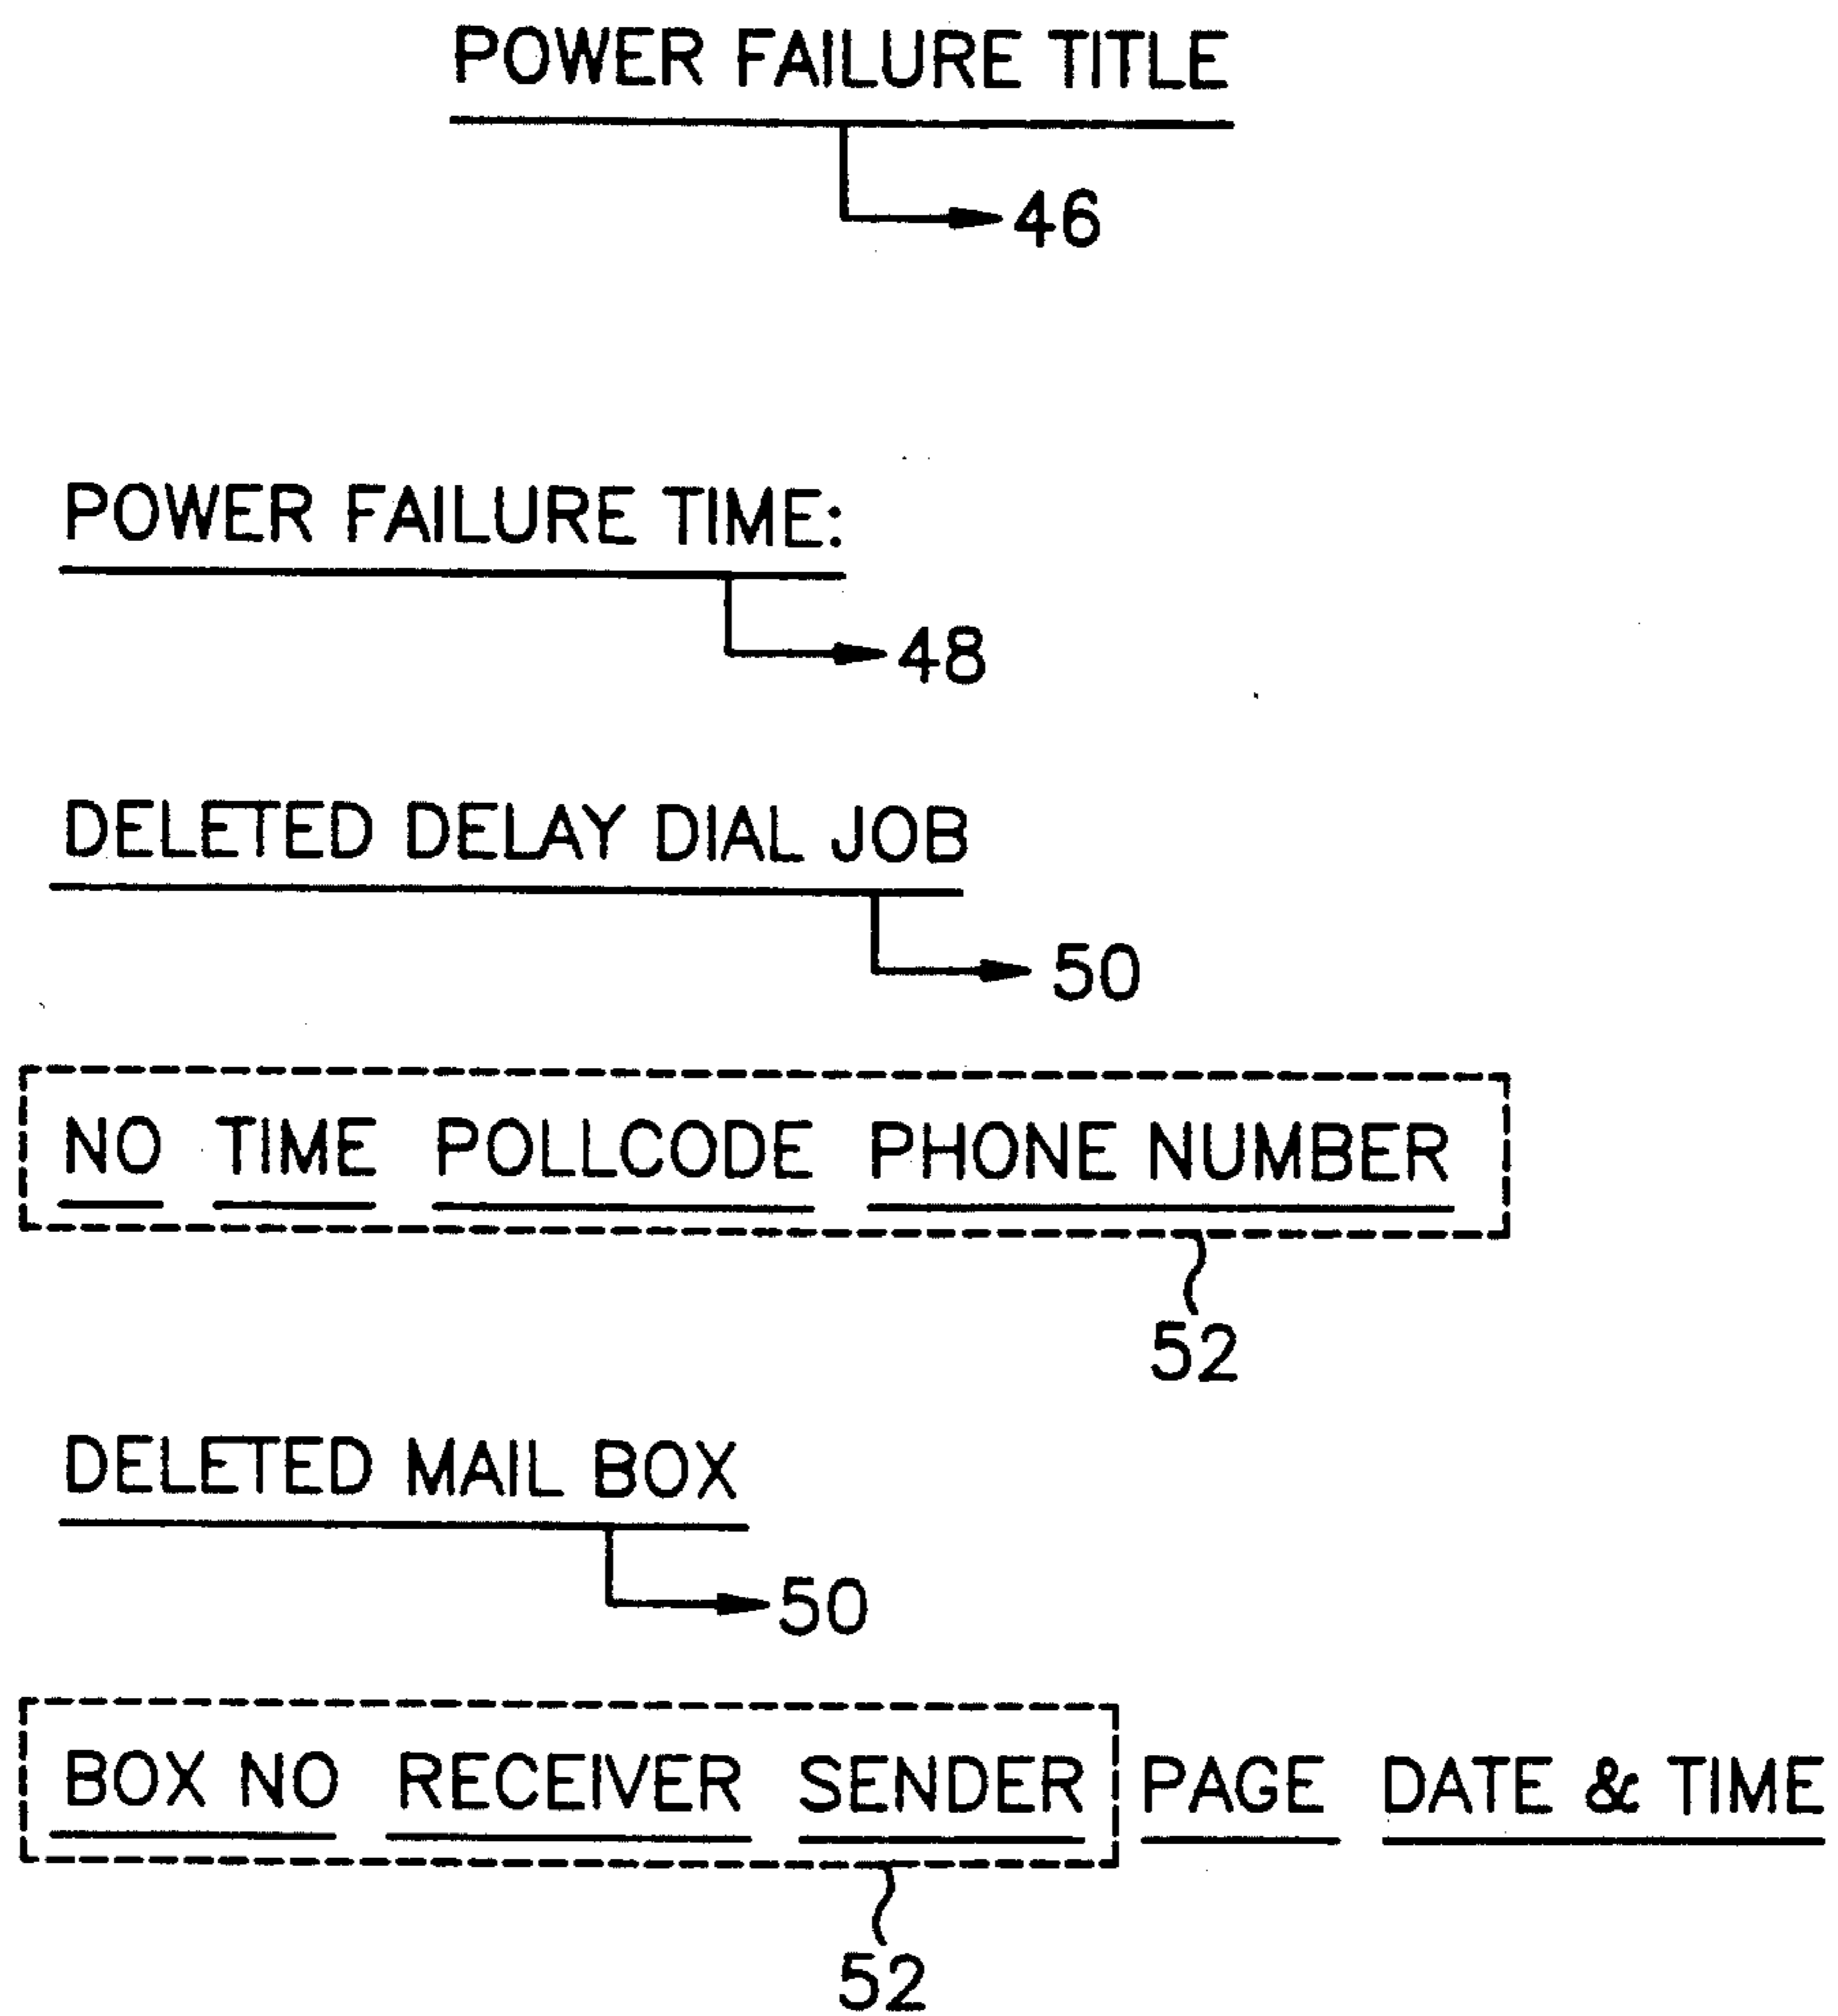 POWER FAILURE TITLE
46
POWER FAILURE TIME:
48
DELETED DELAY DIAL JOB
50
NO TIME POLLCODE PHONE NUMBER
52
DELETED MAIL BOX
50
BOX NO RECEIVER SENDER PAGE DATE & TIME
52